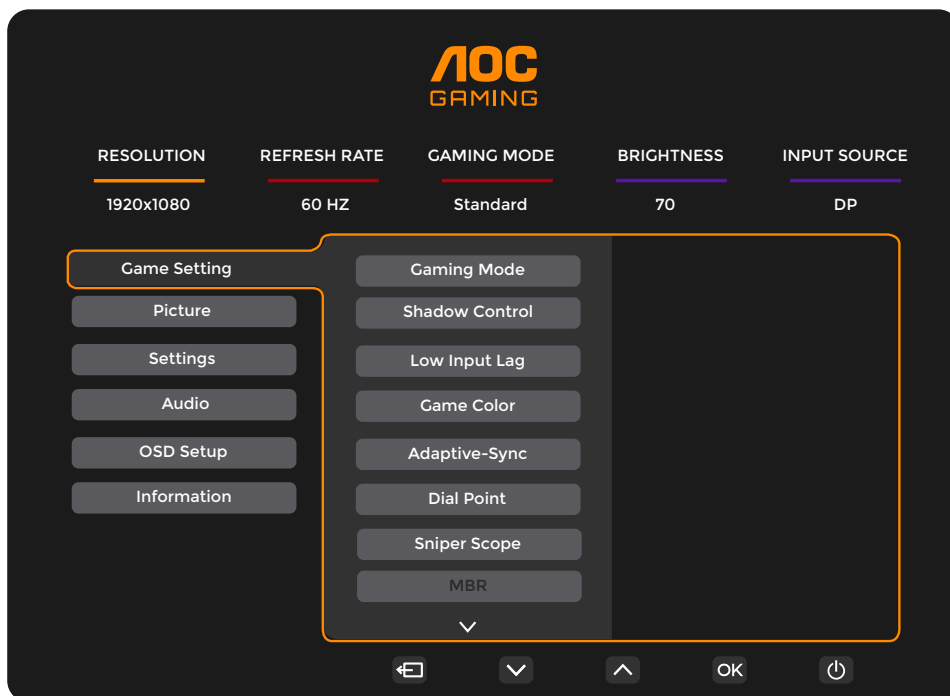 AOC
GAMING
RESOLUTION REFRESH RATE GAMING MODE BRIGHTNESS INPUT SOURCE
1920x1080 60 HZ Standard 70 DP
Game Setting Gaming Mode
Picture Shadow Control
Settings Low Input Lag
Audio Game Color
OSD Setup Adaptive-Sync
Information Dial Point
Sniper Scope
MBR
OK